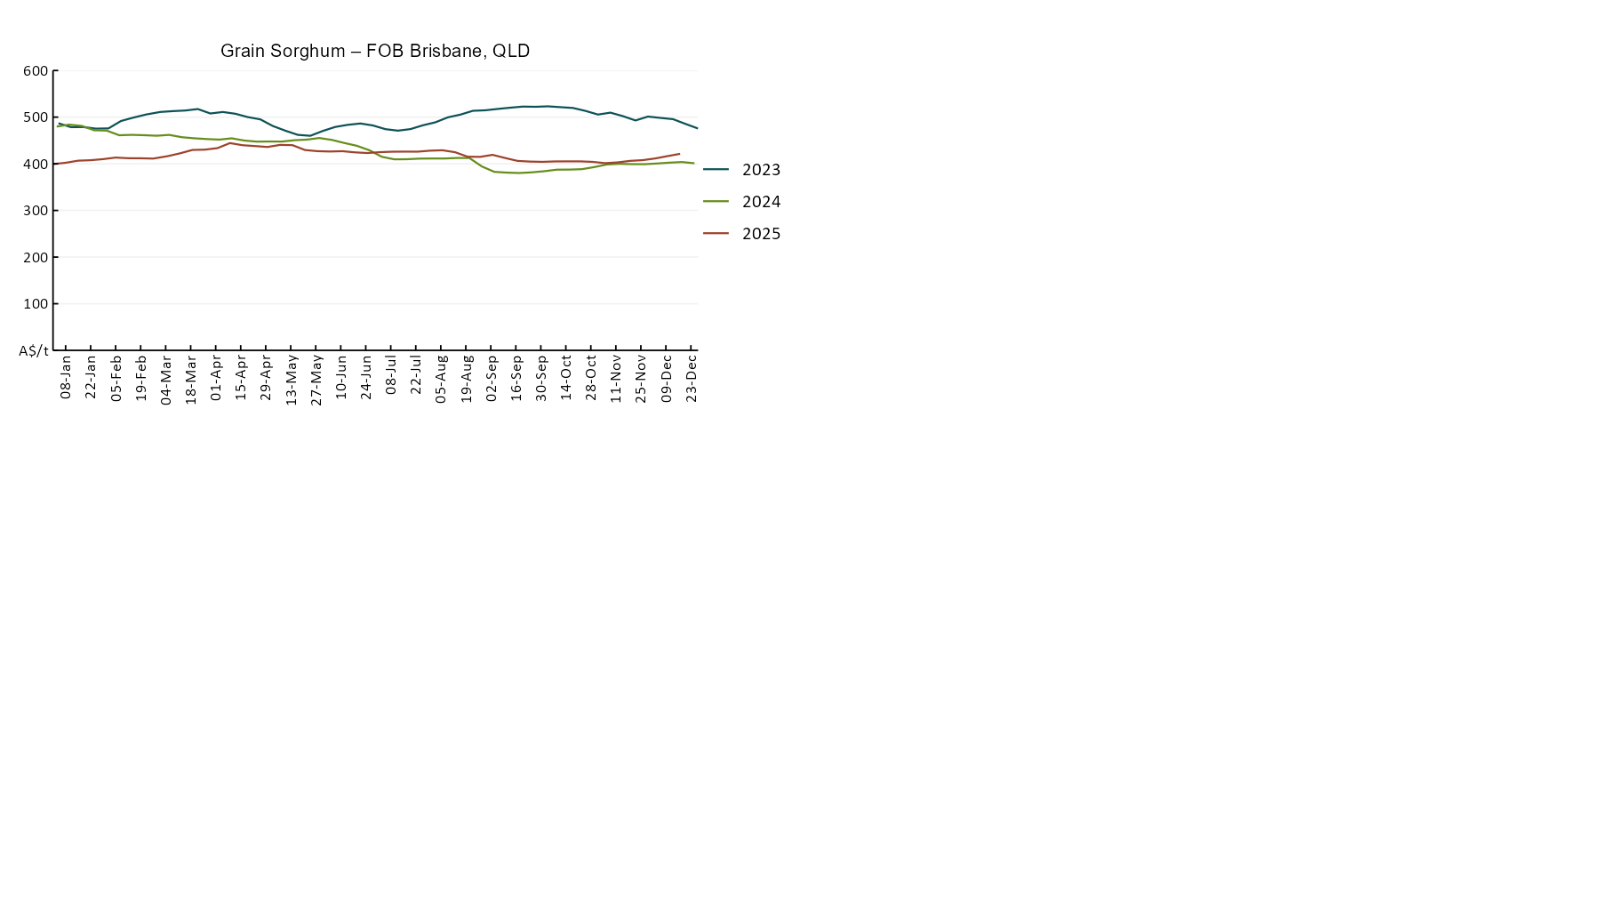 Grain Sorghum – FOB Brisbane, QLD
600
500
400
300
200
100
A$/t
08-Jan
22-Jan
05-Feb
19-Feb
04-Mar
18-Mar
01-Apr
15-Apr
29-Apr
13-May
27-May
10-Jun
24-Jun
08-Jul
22-Jul
05-Aug
19-Aug
02-Sep
16-Sep
30-Sep
14-Oct
28-Oct
11-Nov
25-Nov
09-Dec
23-Dec
2023
2024
2025